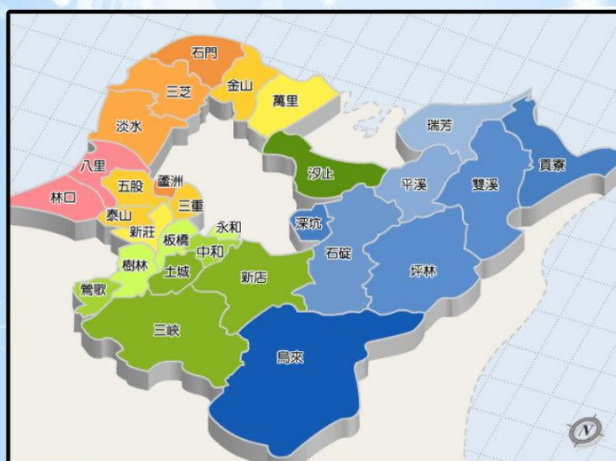 石門
三芝
金山
萬里
淡水
瑞芳
八里
汐止
貢寮
五股
蘆洲
平溪
雙溪
林口
三重
泰山
深坑
新莊
永和
板橋
中和
石碇
坪林
樹林
土城
新店
鶯歌
三峽
烏來
N